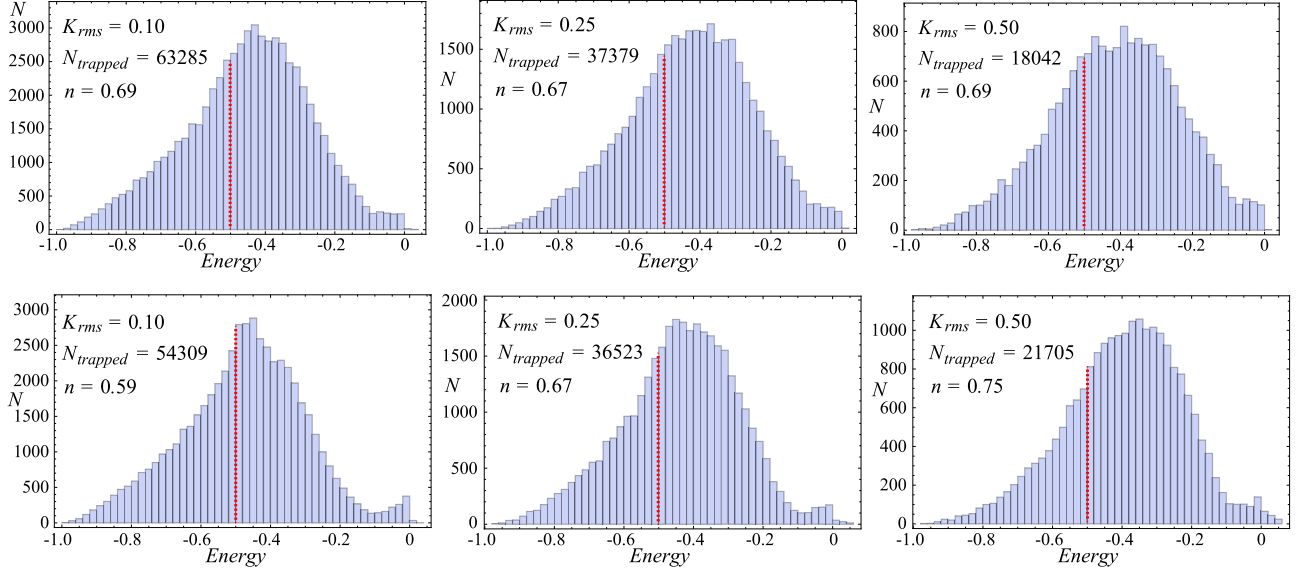 N
3000
2500
2000
1500
1000
500
0
K_rms = 0.10
N_trapped = 63285
n = 0.69
-1.0 -0.8 -0.6 -0.4 -0.2 0
Energy
N
1500
1000
500
0
K_rms = 0.25
N_trapped = 37379
n = 0.67
-1.0 -0.8 -0.6 -0.4 -0.2 0
Energy
N
800
600
400
200
0
K_rms = 0.50
N_trapped = 18042
n = 0.69
-1.0 -0.8 -0.6 -0.4 -0.2 0
Energy
N
3000
2500
2000
1500
1000
500
0
K_rms = 0.10
N_trapped = 54309
n = 0.59
-1.0 -0.8 -0.6 -0.4 -0.2 0
Energy
N
2000
1500
1000
500
0
K_rms = 0.25
N_trapped = 36523
n = 0.67
-1.0 -0.8 -0.6 -0.4 -0.2 0
Energy
N
1000
800
600
400
200
0
K_rms = 0.50
N_trapped = 21705
n = 0.75
-1.0 -0.8 -0.6 -0.4 -0.2 0
Energy